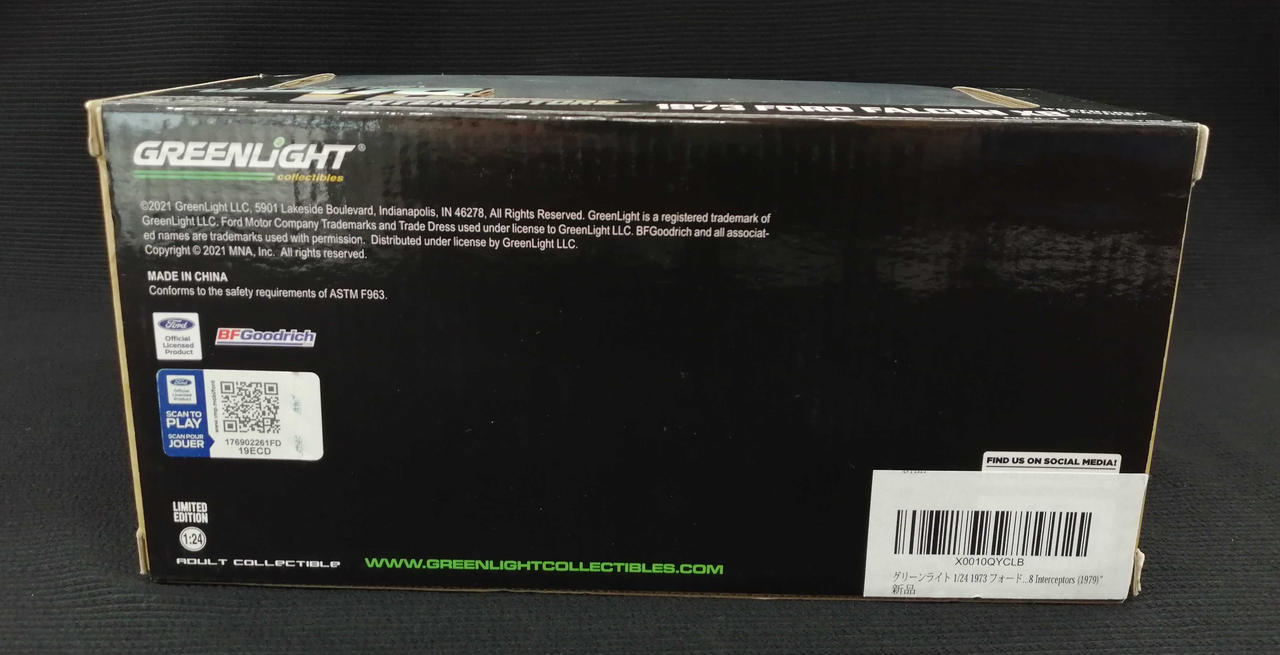 INTERCEPTORS
1973 FORD FALCON XB
GREENLIGHT®
collectibles
©2021 GreenLight LLC, 5901 Lakeside Boulevard, Indianapolis, IN 46278, All Rights Reserved. GreenLight is a registered trademark of
GreenLight LLC. Ford Motor Company Trademarks and Trade Dress used under license to GreenLight LLC. BFGoodrich and all associat-
ed names are trademarks used with permission. Distributed under license by GreenLight LLC.
Copyright © 2021 MNA, Inc. All rights reserved.
MADE IN CHINA
Conforms to the safety requirements of ASTM F963.
Ford
Official
Licensed
Product
BFGoodrich
Ford
Official
Licensed
Product
SCAN TO
PLAY
SCAN POUR
JOUER
176902261FD
19ECD
LIMITED
EDITION
1:24
ADULT COLLECTIBLE
WWW.GREENLIGHTCOLLECTIBLES.COM
FIND US ON SOCIAL MEDIA!
X0010QYCLB
グリーンライト 1/24 1973 フォード...8 Interceptors (1979)"
新品